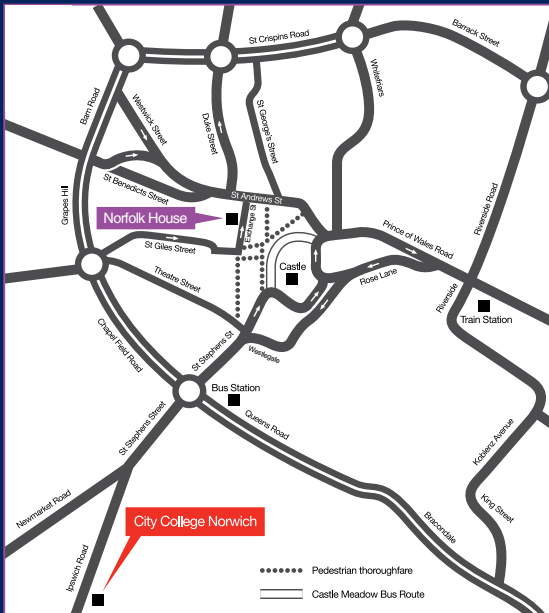 St Crispins Road
Barrack Street
Whitefriars
Barn Road
Westwick Street
Duke Street
St George's Street
Riverside Road
Grapes Hill
St Benedicts Street
St Andrews St
Norfolk House
Exchange St
St Giles Street
Prince of Wales Road
Castle
Rose Lane
Theatre Street
Riverside
Train Station
Chapel Field Road
St Stephens St
Westlegate
Bus Station
St Stephens Street
Queens Road
Koblenz Avenue
King Street
Newmarket Road
City College Norwich
Bracondale
Ipswich Road
Pedestrian thoroughfare
Castle Meadow Bus Route